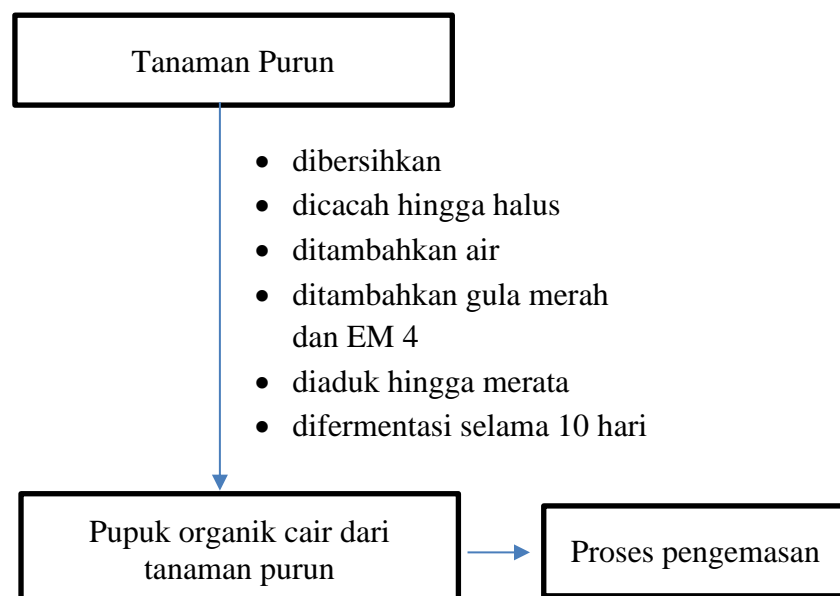 Tanaman Purun
• dibersihkan
• dicacah hingga halus
• ditambahkan air
• ditambahkan gula merah
dan EM 4
• diaduk hingga merata
• difermentasi selama 10 hari
Pupuk organik cair dari
tanaman purun
Proses pengemasan